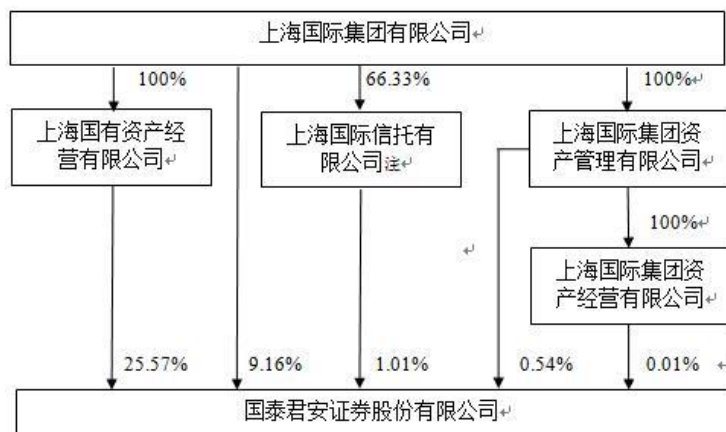 上海国际集团有限公司
100%
66.33%
100%
上海国有资产经
营有限公司
上海国际信托有
限公司注
上海国际集团资
产管理有限公司
100%
上海国际集团资
产经营有限公司
25.57%
9.16%
1.01%
0.54%
0.01%
国泰君安证券股份有限公司